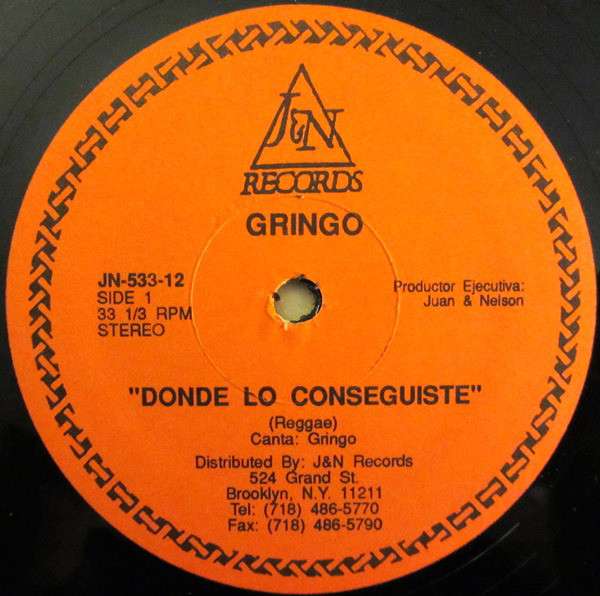 J&N
RECORDS
GRINGO
JN-533-12
SIDE 1
33 1/3 RPM
STEREO
Productor Ejecutiva:
Juan & Nelson
"DONDE LO CONSEGUISTE"
(Reggae)
Canta: Gringo
Distributed By: J&N Records
524 Grand St.
Brooklyn, N.Y. 11211
Tel: (718) 486-5770
Fax: (718) 486-5790